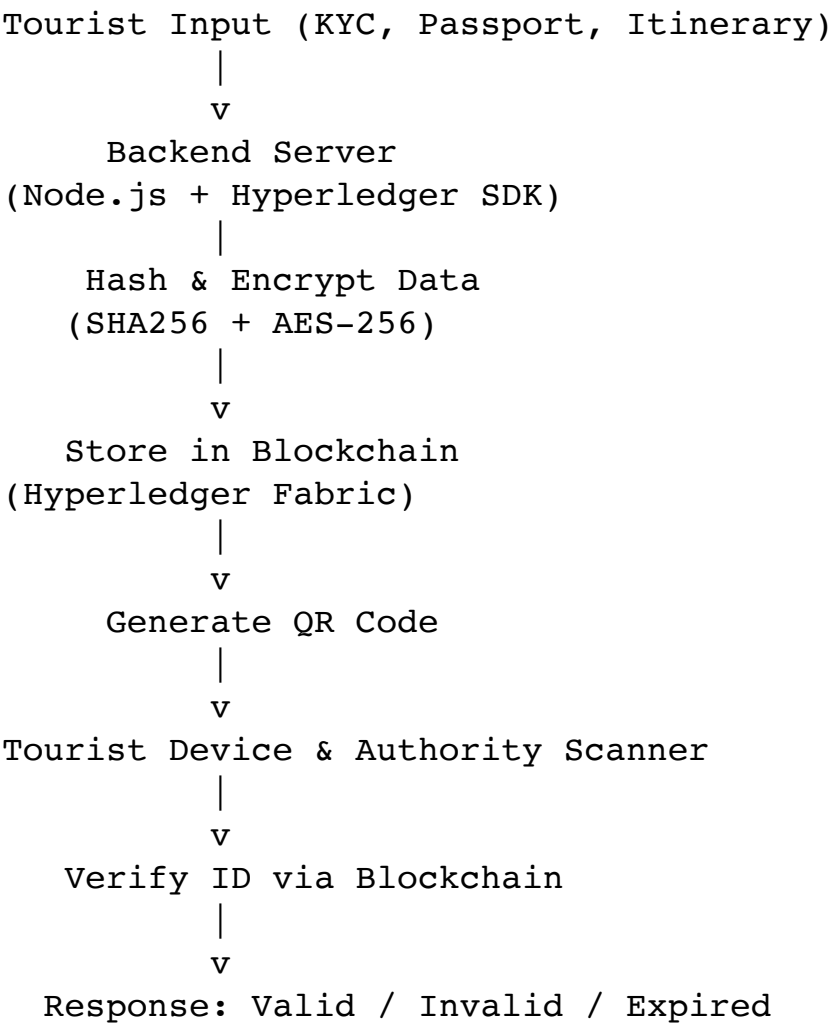 Tourist Input (KYC, Passport, Itinerary)
|
v
Backend Server
(Node.js + Hyperledger SDK)
|
Hash & Encrypt Data
(SHA256 + AES-256)
|
v
Store in Blockchain
(Hyperledger Fabric)
|
v
Generate QR Code
|
v
Tourist Device & Authority Scanner
|
v
Verify ID via Blockchain
|
v
Response: Valid / Invalid / Expired